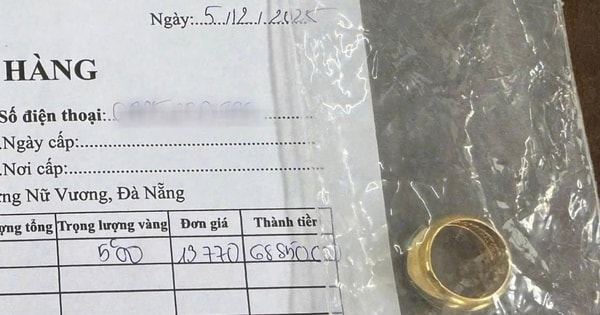 Ngày: 5/12/2025
HÀNG
Số điện thoại:
Ngày cấp:
Nơi cấp:
ng Nữ Vương, Đà Nẵng
ợng tổng Trọng lượng vàng Đơn giá Thành tiền
500 13770 6885000